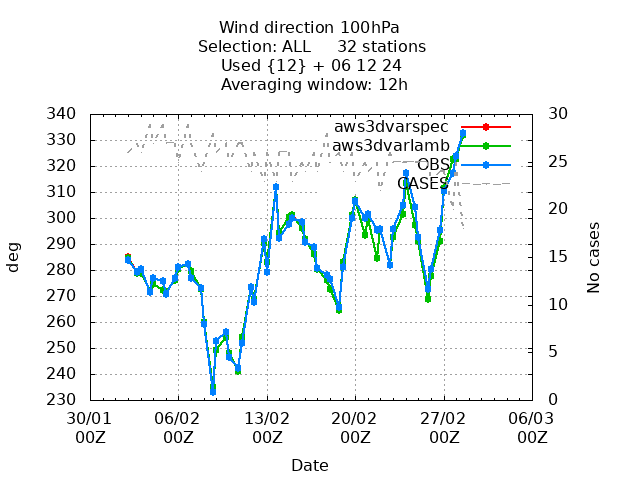 Wind direction 100hPa
Selection: ALL 32 stations
Used {12} + 06 12 24
Averaging window: 12h
340
330
320
310
300
290
280
270
260
250
240
230
deg
30
25
20
15
10
5
0
No cases
aws3dvarspec
aws3dvarlamb
OBS
CASES
30/01 06/02 13/02 20/02 27/02 06/03
00Z 00Z 00Z 00Z 00Z 00Z
Date